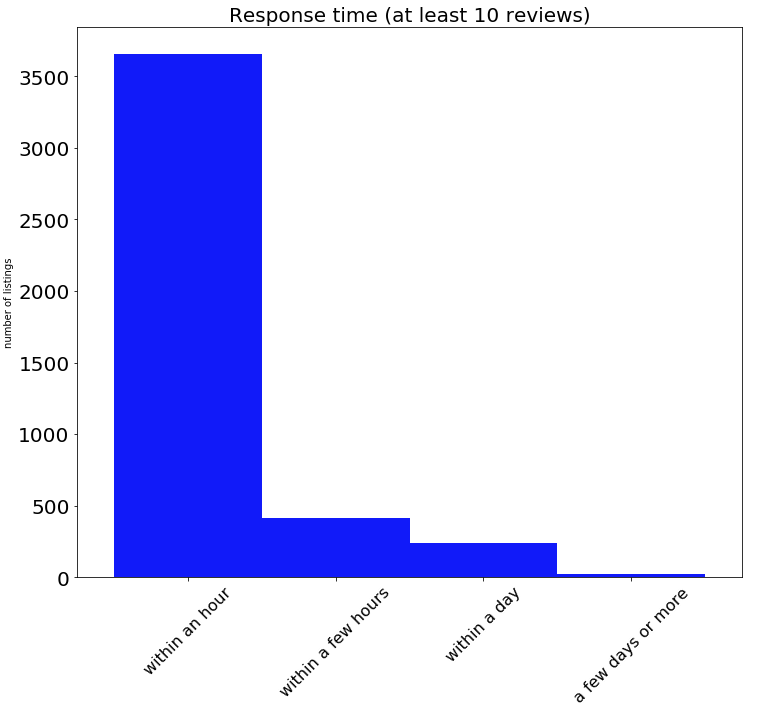 Response time (at least 10 reviews)
3500
3000
2500
2000
1500
1000
500
0
number of listings
within an hour
within a few hours
within a day
a few days or more